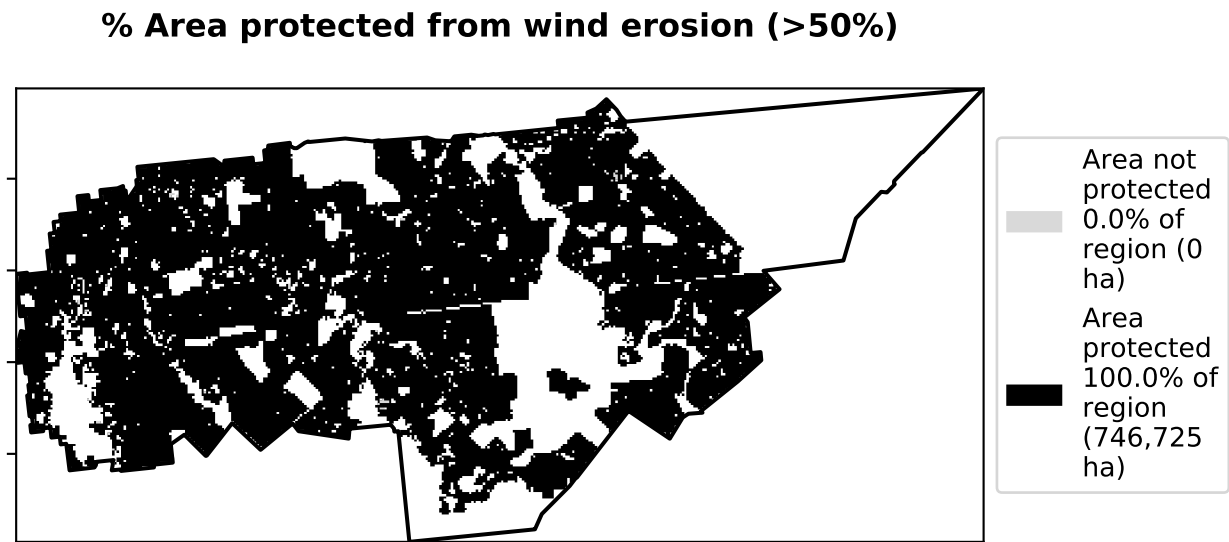 % Area protected from wind erosion (>50%)
Area not
protected
0.0% of
region (0
ha)
Area
protected
100.0% of
region
(746,725
ha)